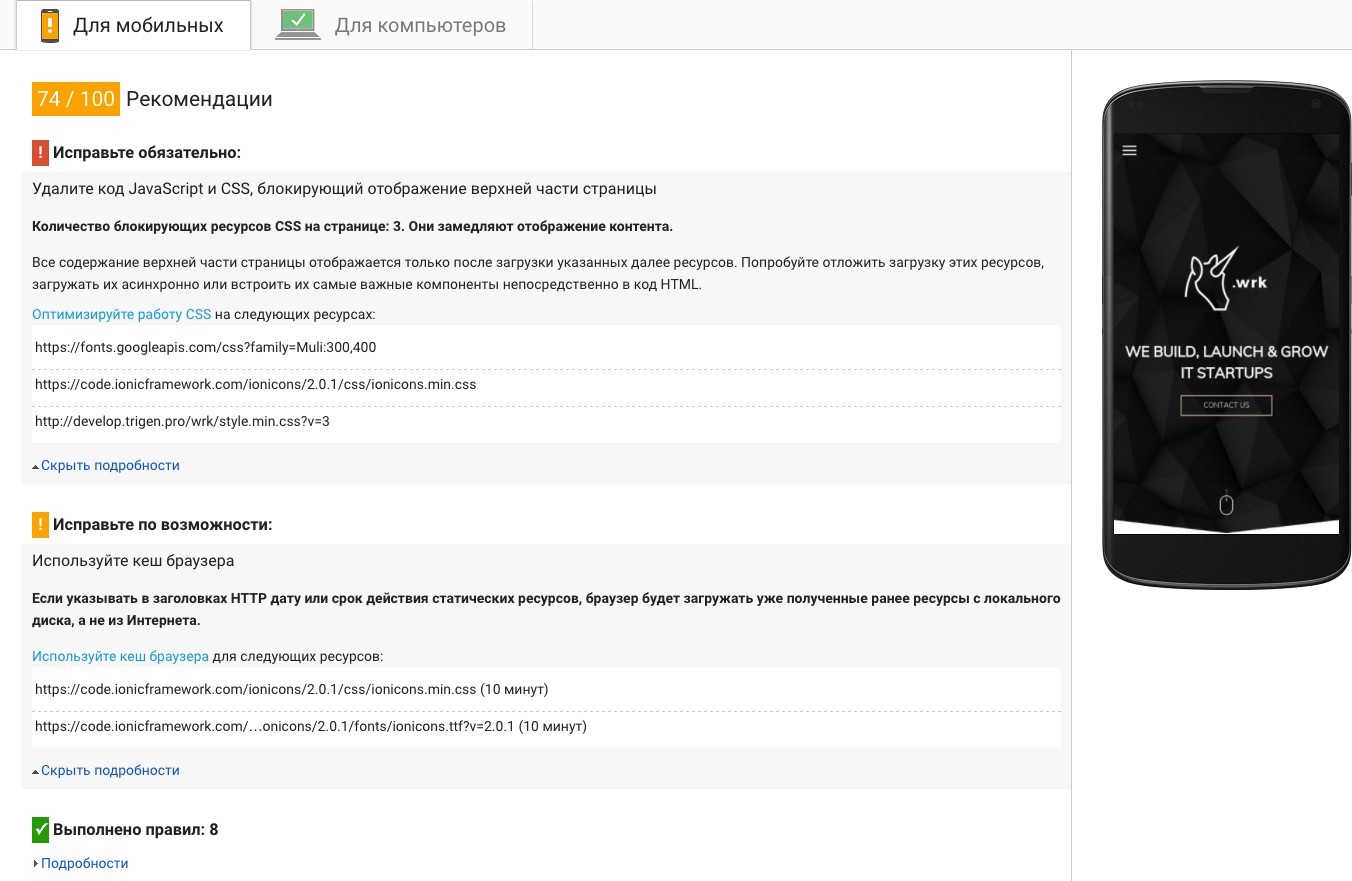 Для мобильных
Для компьютеров
74 / 100 Рекомендации
! Исправьте обязательно:
Удалите код JavaScript и CSS, блокирующий отображение верхней части страницы
Количество блокирующих ресурсов CSS на странице: 3. Они замедляют отображение контента.
Все содержание верхней части страницы отображается только после загрузки указанных далее ресурсов. Попробуйте отложить загрузку этих ресурсов,
загружать их асинхронно или встроить их самые важные компоненты непосредственно в код HTML.
Оптимизируйте работу CSS на следующих ресурсах:
https://fonts.googleapis.com/css?family=Muli:300,400
https://code.ionicframework.com/ionicons/2.0.1/css/ionicons.min.css
http://develop.trigen.pro/wrk/style.min.css?v=3
Скрыть подробности
! Исправьте по возможности:
Используйте кеш браузера
Если указывать в заголовках HTTP дату или срок действия статических ресурсов, браузер будет загружать уже полученные ранее ресурсы с локального
диска, а не из Интернета.
Используйте кеш браузера для следующих ресурсов:
https://code.ionicframework.com/ionicons/2.0.1/css/ionicons.min.css (10 минут)
https://code.ionicframework.com/…onicons/2.0.1/fonts/ionicons.ttf?v=2.0.1 (10 минут)
Скрыть подробности
Выполнено правил: 8
Подробности
.wrk
WE BUILD, LAUNCH & GROW
IT STARTUPS
CONTACT US